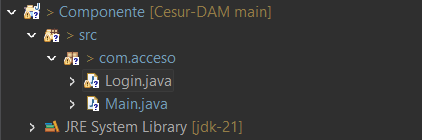 > Componente [Cesur-DAM main]
> src
> com.acceso
> Login.java
> Main.java
> JRE System Library [jdk-21]